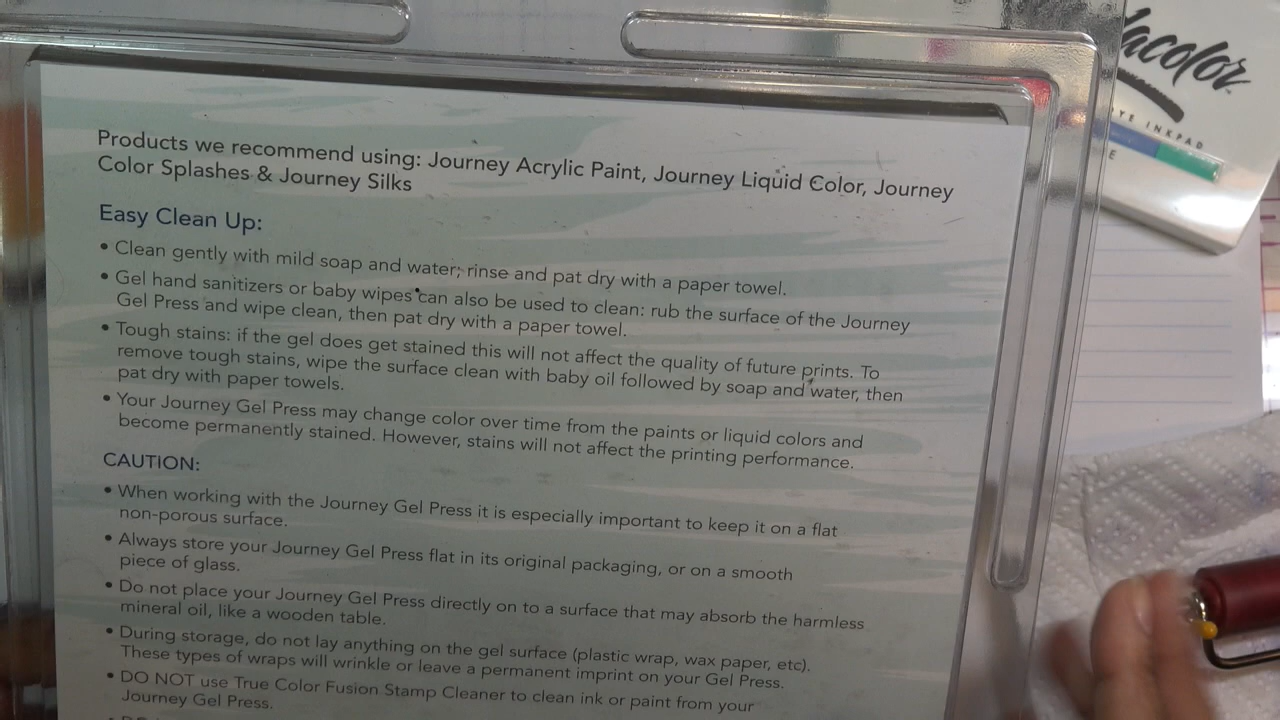 Products we recommend using: Journey Acrylic Paint, Journey Liquid Color, Journey
Color Splashes & Journey Silks
Easy Clean Up:
• Clean gently with mild soap and water; rinse and pat dry with a paper towel.
• Gel hand sanitizers or baby wipes can also be used to clean: rub the surface of the Journey
Gel Press and wipe clean, then pat dry with a paper towel.
• Tough stains: if the gel does get stained this will not affect the quality of future prints. To
remove tough stains, wipe the surface clean with baby oil followed by soap and water, then
pat dry with paper towels.
• Your Journey Gel Press may change color over time from the paints or liquid colors and
become permanently stained. However, stains will not affect the printing performance.
CAUTION:
• When working with the Journey Gel Press it is especially important to keep it on a flat
non-porous surface.
• Always store your Journey Gel Press flat in its original packaging, or on a smooth
piece of glass.
• Do not place your Journey Gel Press directly on to a surface that may absorb the harmless
mineral oil, like a wooden table.
• During storage, do not lay anything on the gel surface (plastic wrap, wax paper, etc).
These types of wraps will wrinkle or leave a permanent imprint on your Gel Press.
• DO NOT use True Color Fusion Stamp Cleaner to clean ink or paint from your
Journey Gel Press.
INKPAD